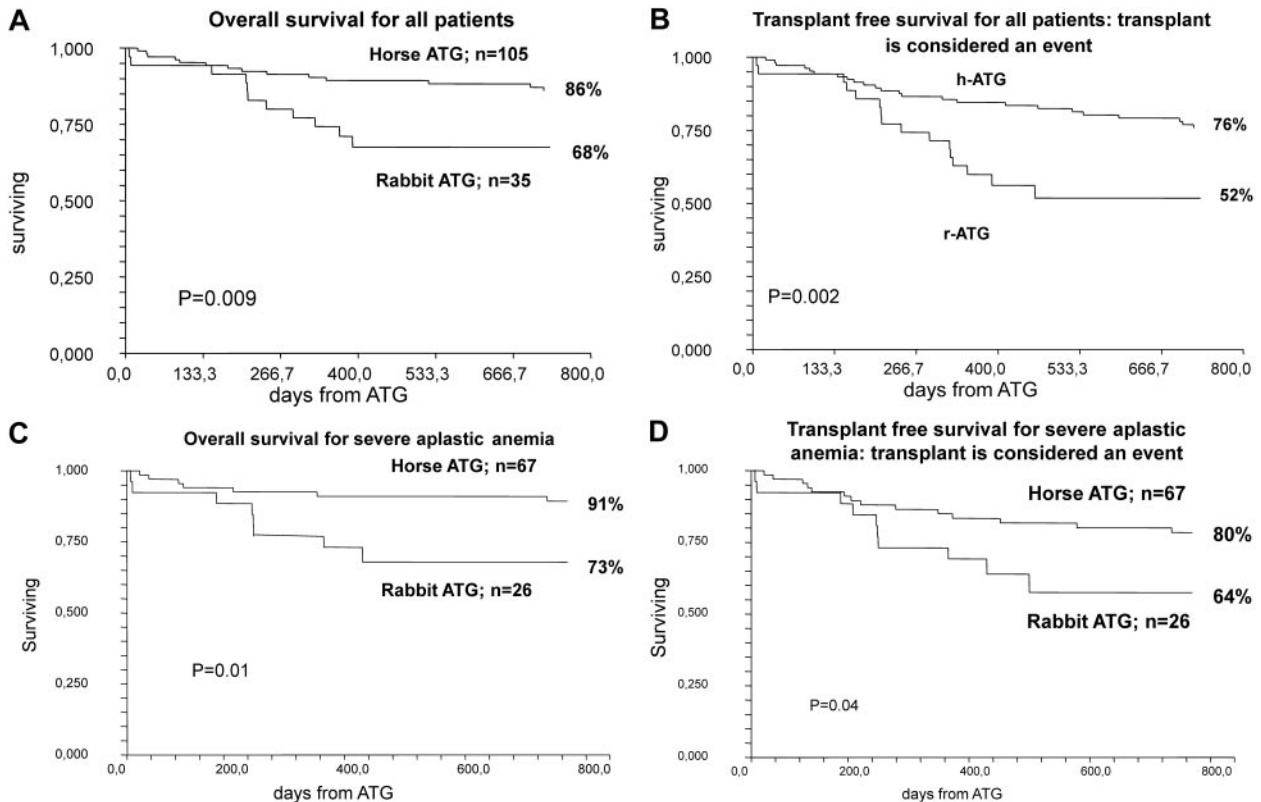 A
Overall survival for all patients
Horse ATG; n=105
1,000
86%
0,750
68%
Rabbit ATG; n=35
0,500
surviving
0,250
P=0.009
0,000
0,0 133,3 266,7 400,0 533,3 666,7 800,0
days from ATG
B
Transplant free survival for all patients: transplant
is considered an event
1,000
h-ATG
76%
0,750
52%
0,500
r-ATG
surviving
0,250
P=0.002
0,000
0,0 133,3 266,7 400,0 533,3 666,7 800,0
days from ATG
C
Overall survival for severe aplastic anemia
Horse ATG; n=67
1,000
91%
0,750
73%
Rabbit ATG; n=26
0,500
Surviving
P=0.01
0,250
0,000
0,0 200,0 400,0 600,0 800,0
days from ATG
D
Transplant free survival for severe aplastic
anemia: transplant is considered an event
1,000
Horse ATG; n=67
80%
0,750
64%
Rabbit ATG; n=26
0,500
Surviving
0,250
P=0.04
0,000
0,0 200,0 400,0 600,0 800,0
days from ATG